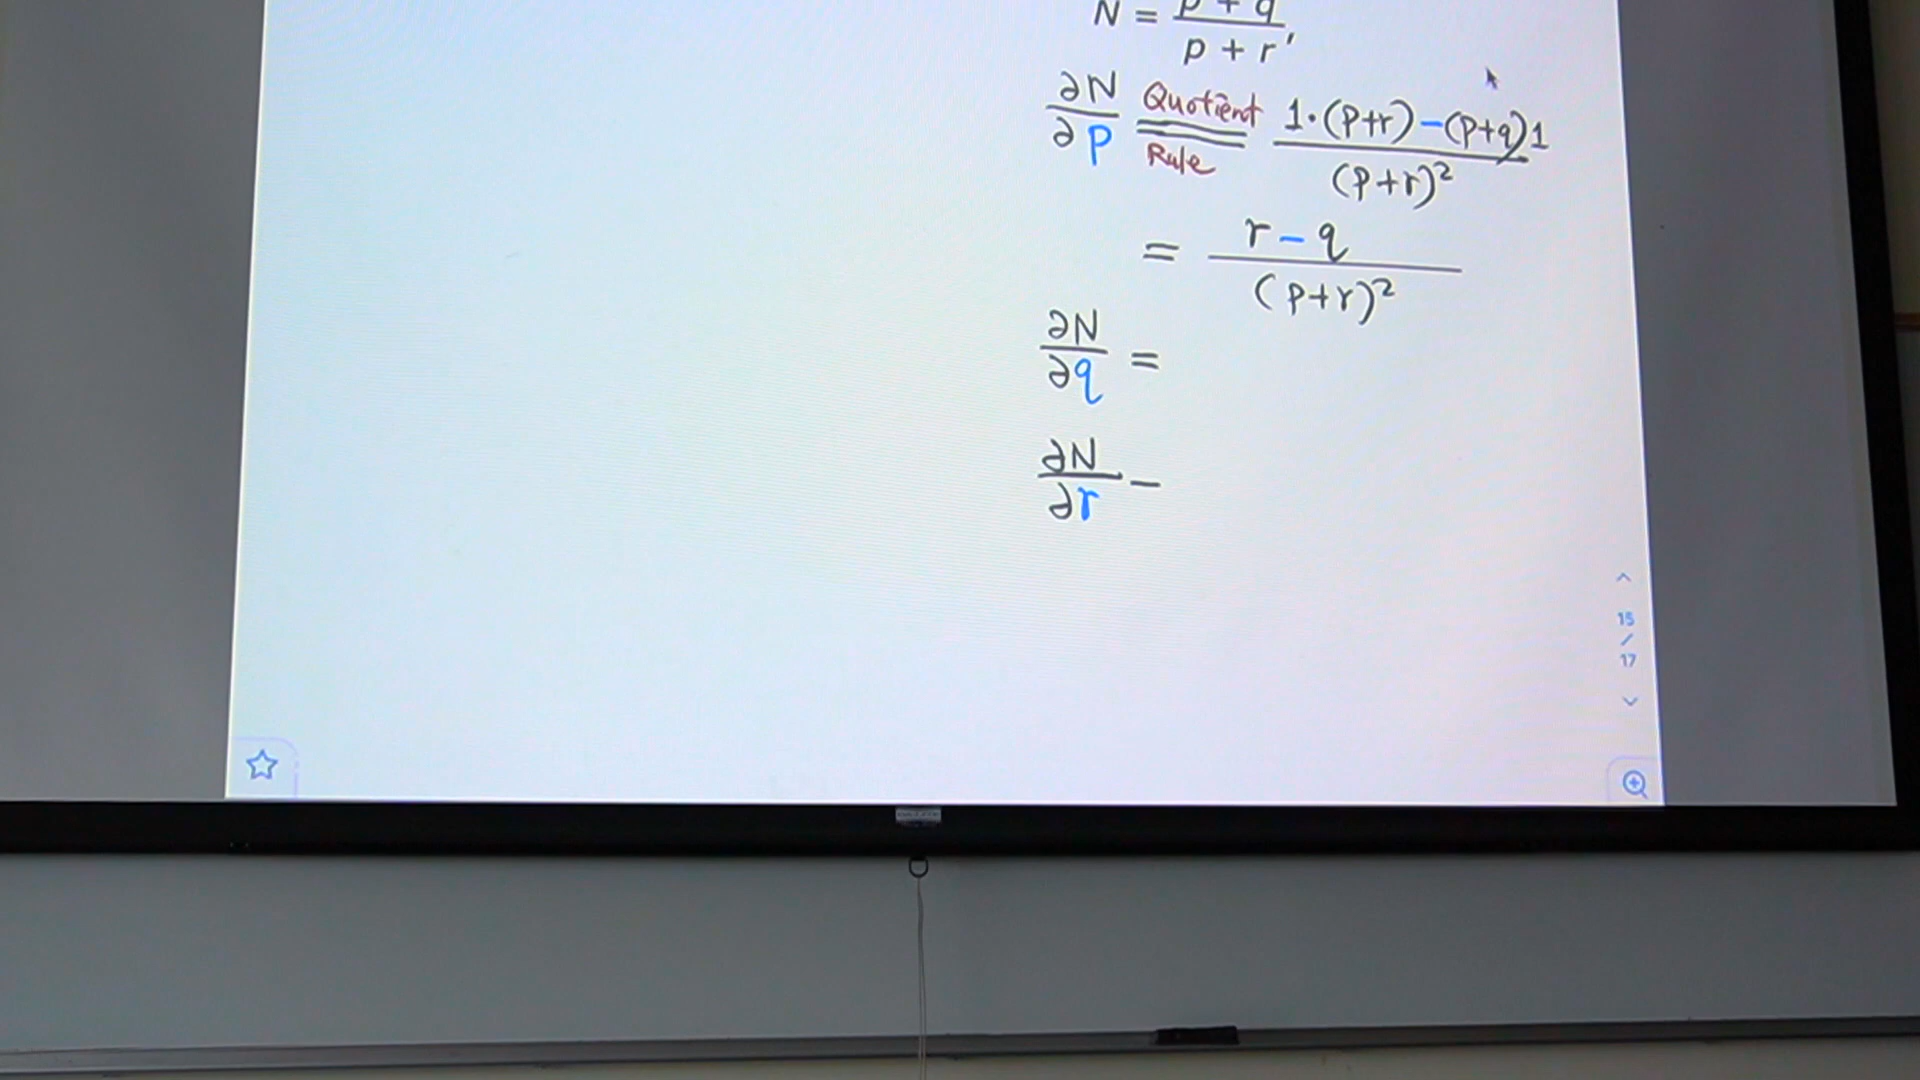 N = p + q / p + r ,
∂N/∂p Quotient Rule = 1·(p+r) − (p+q)1 / (p+r)²
= r − q / (p+r)²
∂N/∂q =
∂N/∂r −
15
/
17